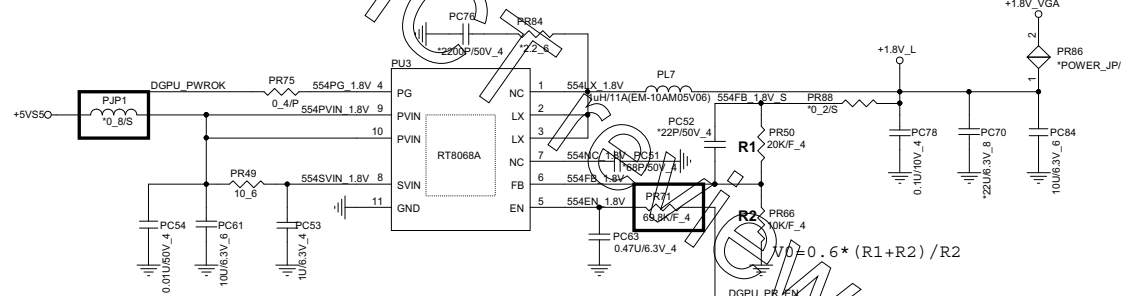 +1.8V_VGA
PC76
*2200P/50V_4
PR84
*2.2_6
2
PR86
*POWER_JP/
1
+1.8V_L
PU3
DGPU_PWROK
PR75
0_4/P
554PG_1.8V 4
PG
NC
1
554LX_1.8V
PL7
1uH/11A(EM-10AM05V06)
554FB_1.8V_S
PR88
*0_2/S
+5VS5
PJP1
*0_8/S
554PVIN_1.8V 9
PVIN
LX
2
10
PVIN
LX
3
RT8068A
PC52
*22P/50V_4
R1
PR50
20K/F_4
PC78
0.1U/10V_4
PC70
*22U/6.3V_8
PC84
10U/6.3V_6
NC
7
554NC_1.8V
PC51
*68P/50V_4
PR49
10_6
554SVIN_1.8V 8
SVIN
FB
6
554FB_1.8V
11
GND
EN
5
554EN_1.8V
PR71
69.8K/F_4
R2
PR66
10K/F_4
PC54
0.01U/50V_4
PC61
10U/6.3V_6
PC53
1U/6.3V_4
PC63
0.47U/6.3V_4
V0=0.6*(R1+R2)/R2
DGPU_PR_EN